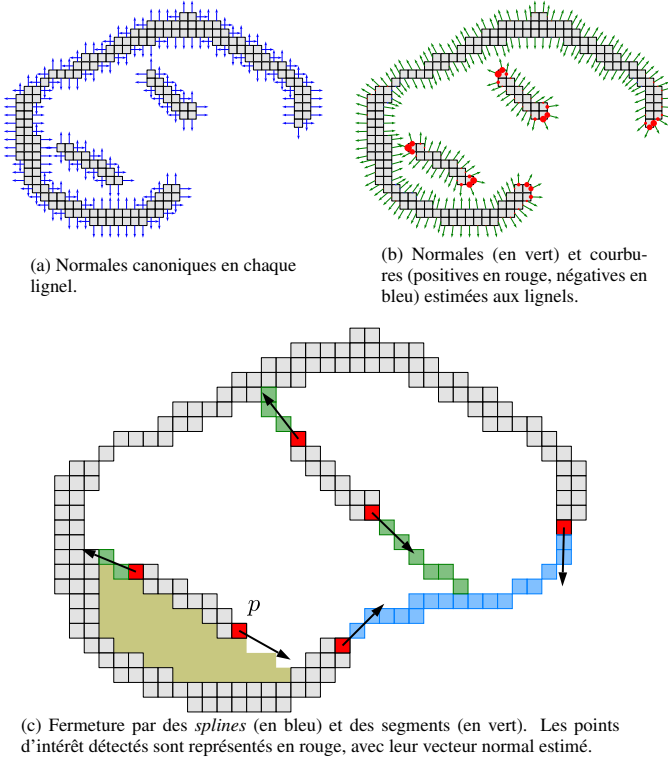 (a) Normales canoniques en chaque
lignel.
(b) Normales (en vert) et courbu-
res (positives en rouge, négatives en
bleu) estimées aux lignels.
p
(c) Fermeture par des splines (en bleu) et des segments (en vert). Les points
d'intérêt détectés sont représentés en rouge, avec leur vecteur normal estimé.